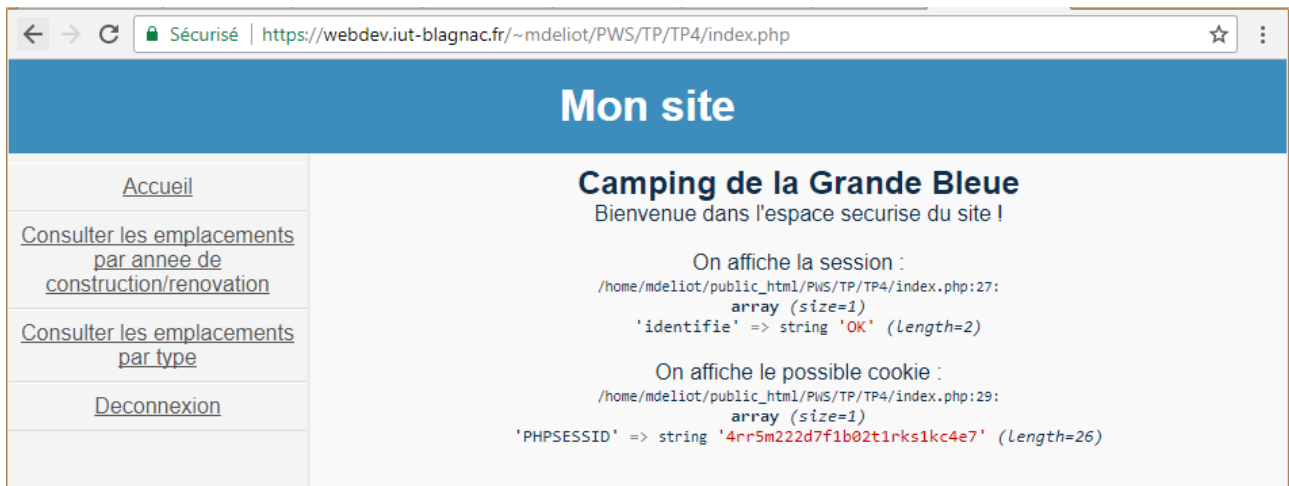 Sécurisé | https://webdev.iut-blagnac.fr/~mdeliot/PWS/TP/TP4/index.php
Mon site
Accueil
Consulter les emplacements
par annee de
construction/renovation
Consulter les emplacements
par type
Deconnexion
Camping de la Grande Bleue
Bienvenue dans l'espace securise du site !
On affiche la session :
/home/mdeliot/public_html/PWS/TP/TP4/index.php:27:
array (size=1)
'identifie' => string 'OK' (length=2)
On affiche le possible cookie :
/home/mdeliot/public_html/PWS/TP/TP4/index.php:29:
array (size=1)
'PHPSESSID' => string '4rr5m222d7f1b02t1rks1kc4e7' (length=26)